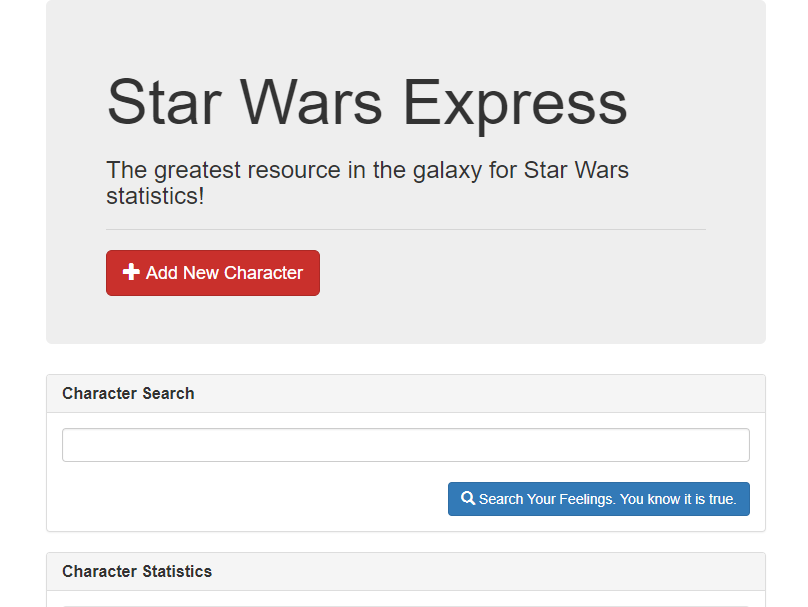 Star Wars Express
The greatest resource in the galaxy for Star Wars
statistics!
Add New Character
Character Search
Search Your Feelings. You know it is true.
Character Statistics